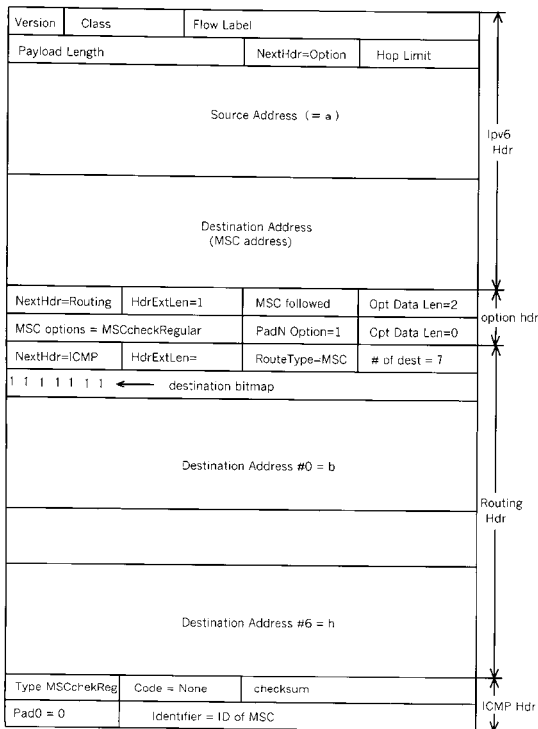 Version Class Flow Label
Payload Length NextHdr=Option Hop Limit
Source Address (= a )
Ipv6
Hdr
Destination Address
(MSC address)
NextHdr=Routing HdrExtLen=1 MSC followed Opt Data Len=2
option hdr
MSC options = MSCcheckRegular PadN Option=1 Opt Data Len=0
NextHdr=ICMP HdrExtLen= RouteType=MSC # of dest = 7
1 1 1 1 1 1 1 destination bitmap
Destination Address #0 = b
Routing
Hdr
Destination Address #6 = h
Type MSCchekReg Code = None checksum
ICMP Hdr
Pad0 = 0 Identifier = ID of MSC